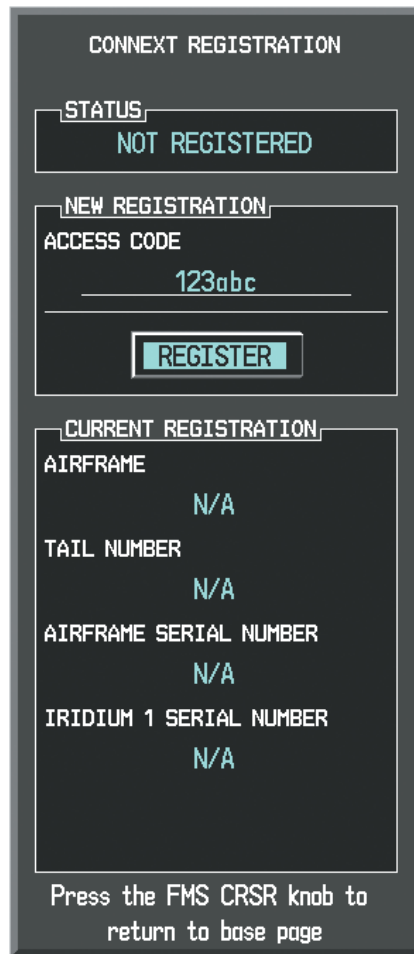 CONNEXT REGISTRATION
STATUS
NOT REGISTERED
NEW REGISTRATION
ACCESS CODE
123abc
REGISTER
CURRENT REGISTRATION
AIRFRAME
N/A
TAIL NUMBER
N/A
AIRFRAME SERIAL NUMBER
N/A
IRIDIUM 1 SERIAL NUMBER
N/A
Press the FMS CRSR knob to
return to base page